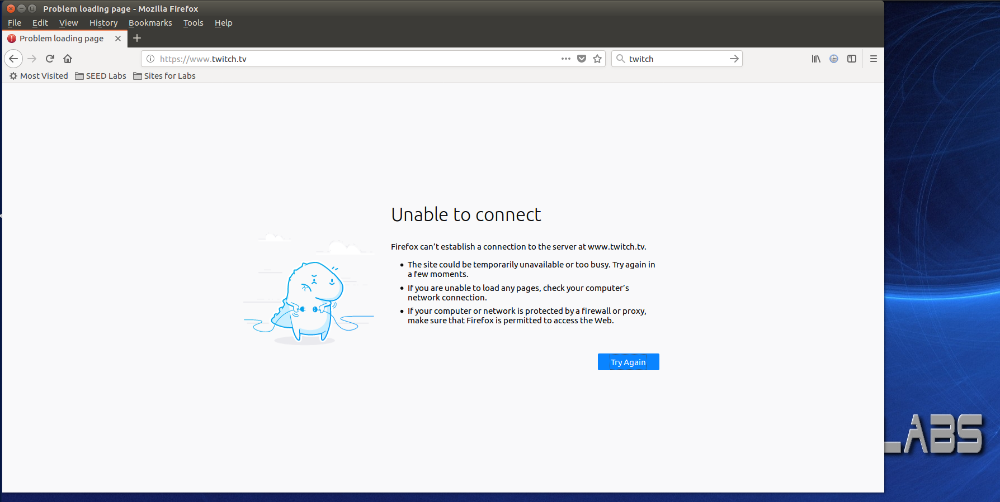 Problem loading page - Mozilla Firefox
File Edit View History Bookmarks Tools Help
Problem loading page
https://www.twitch.tv
twitch
Most Visited SEED Labs Sites for Labs
Unable to connect
Firefox can’t establish a connection to the server at www.twitch.tv.
The site could be temporarily unavailable or too busy. Try again in
a few moments.
If you are unable to load any pages, check your computer’s
network connection.
If your computer or network is protected by a firewall or proxy,
make sure that Firefox is permitted to access the Web.
Try Again
LABS